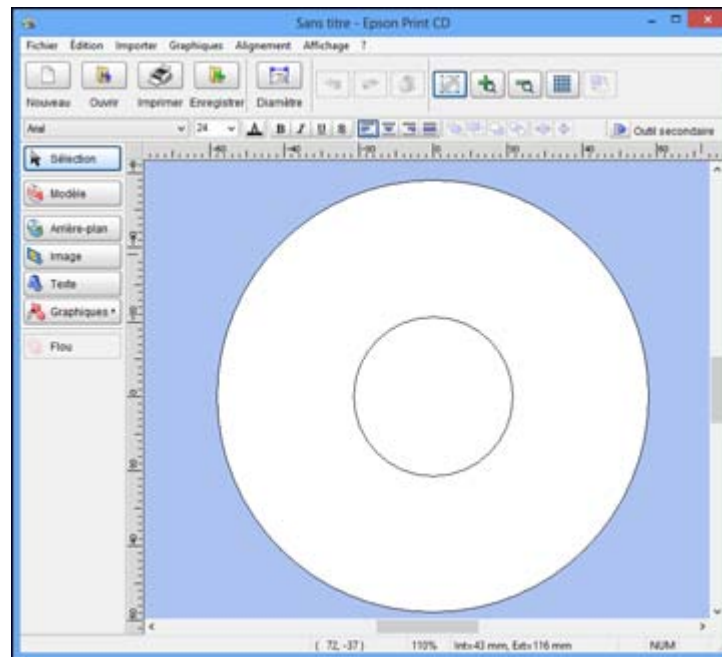 Sans titre - Epson Print CD
Fichier Édition Importer Graphiques Alignement Affichage ?
Nouveau Ouvrir Imprimer Enregistrer Diamètre
Arial 24 A B I U S Outil secondaire
Sélection
Modèle
Arrière-plan
Image
Texte
Graphiques
Flou
( 72, -37 ) 110% Int=43 mm, Ext=116 mm NUM